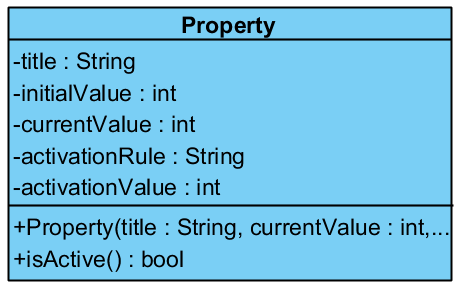 Property
-title : String
-initialValue : int
-currentValue : int
-activationRule : String
-activationValue : int
+Property(title : String, currentValue : int,...
+isActive() : bool